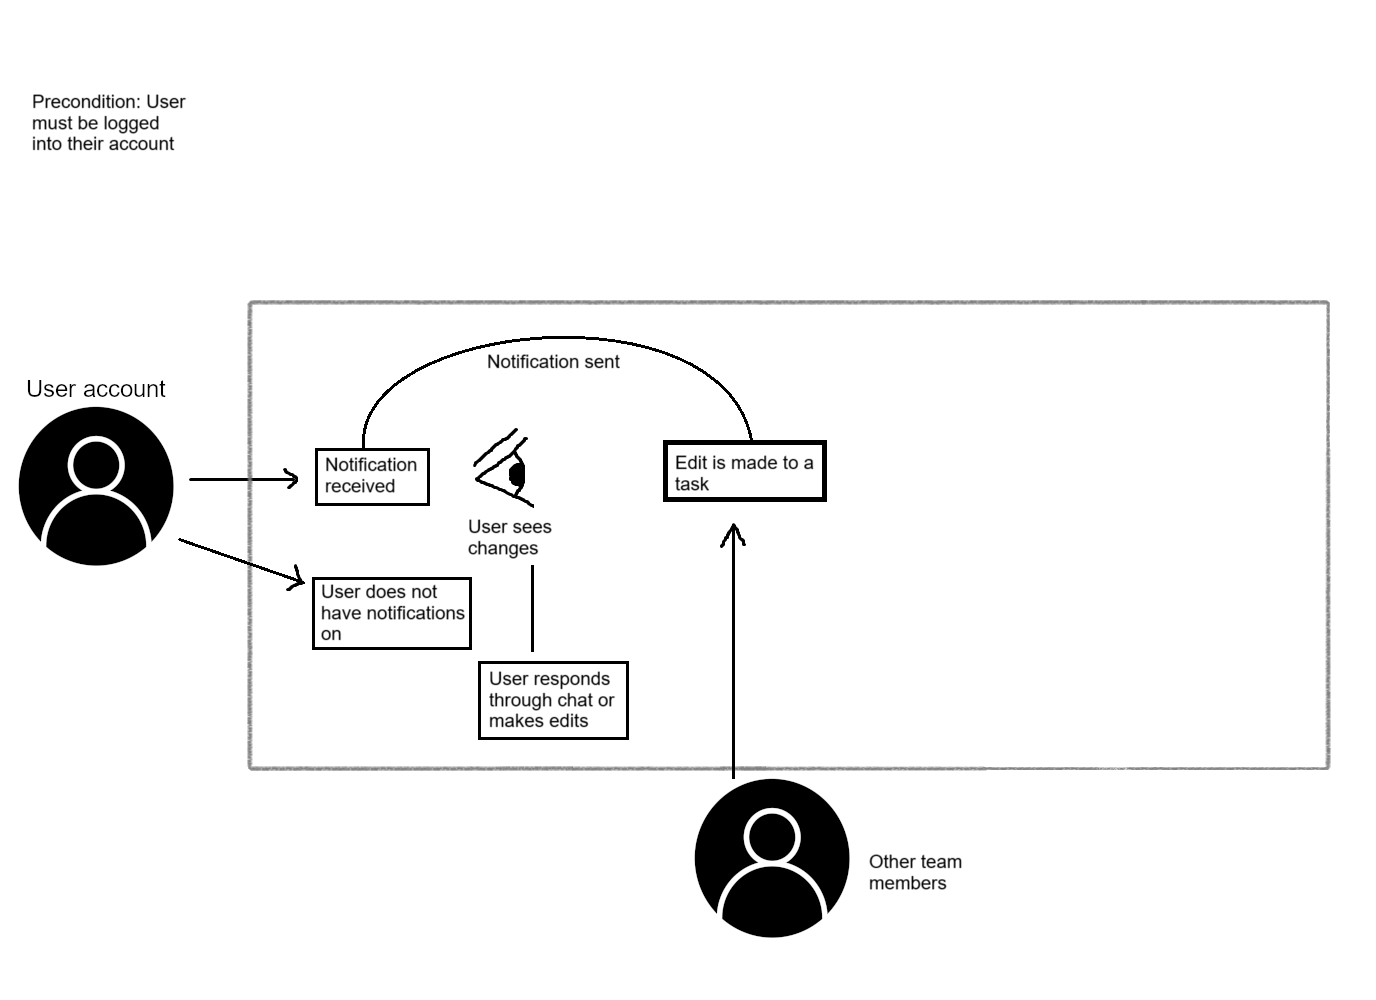 Precondition: User
must be logged
into their account
Notification sent
User account
Notification
received
Edit is made to a
task
User sees
changes
User does not
have notifications
on
User responds
through chat or
makes edits
Other team
members